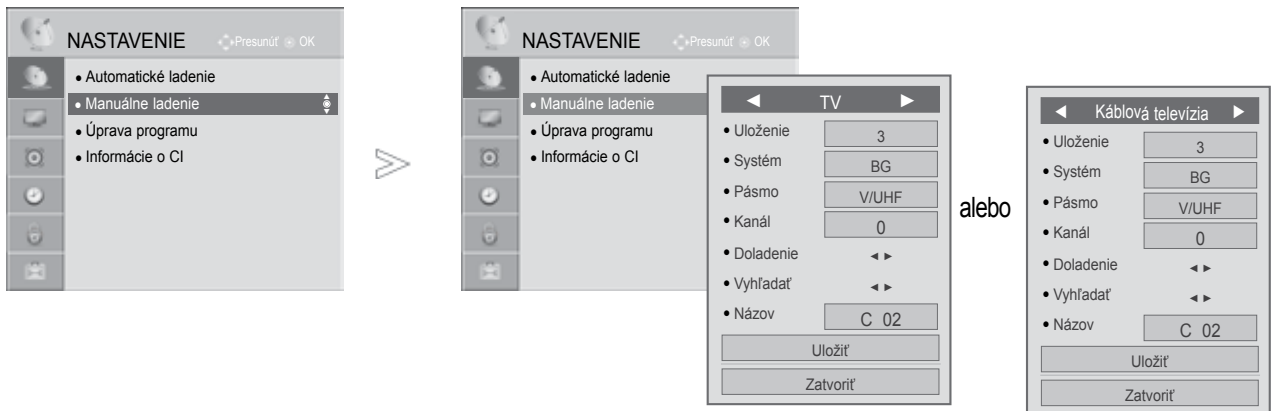 NASTAVENIE
Presunúť OK
• Automatické ladenie
• Manuálne ladenie
• Úprava programu
• Informácie o CI
NASTAVENIE
Presunúť OK
• Automatické ladenie
• Manuálne ladenie
• Úprava programu
• Informácie o CI
◄ TV ►
• Uloženie 3
• Systém BG
• Pásmo V/UHF
• Kanál 0
• Doladenie ◄ ►
• Vyhľadať ◄ ►
• Názov C 02
Uložiť
Zatvoriť
alebo
◄ Káblová televízia ►
• Uloženie 3
• Systém BG
• Pásmo V/UHF
• Kanál 0
• Doladenie ◄ ►
• Vyhľadať ◄ ►
• Názov C 02
Uložiť
Zatvoriť